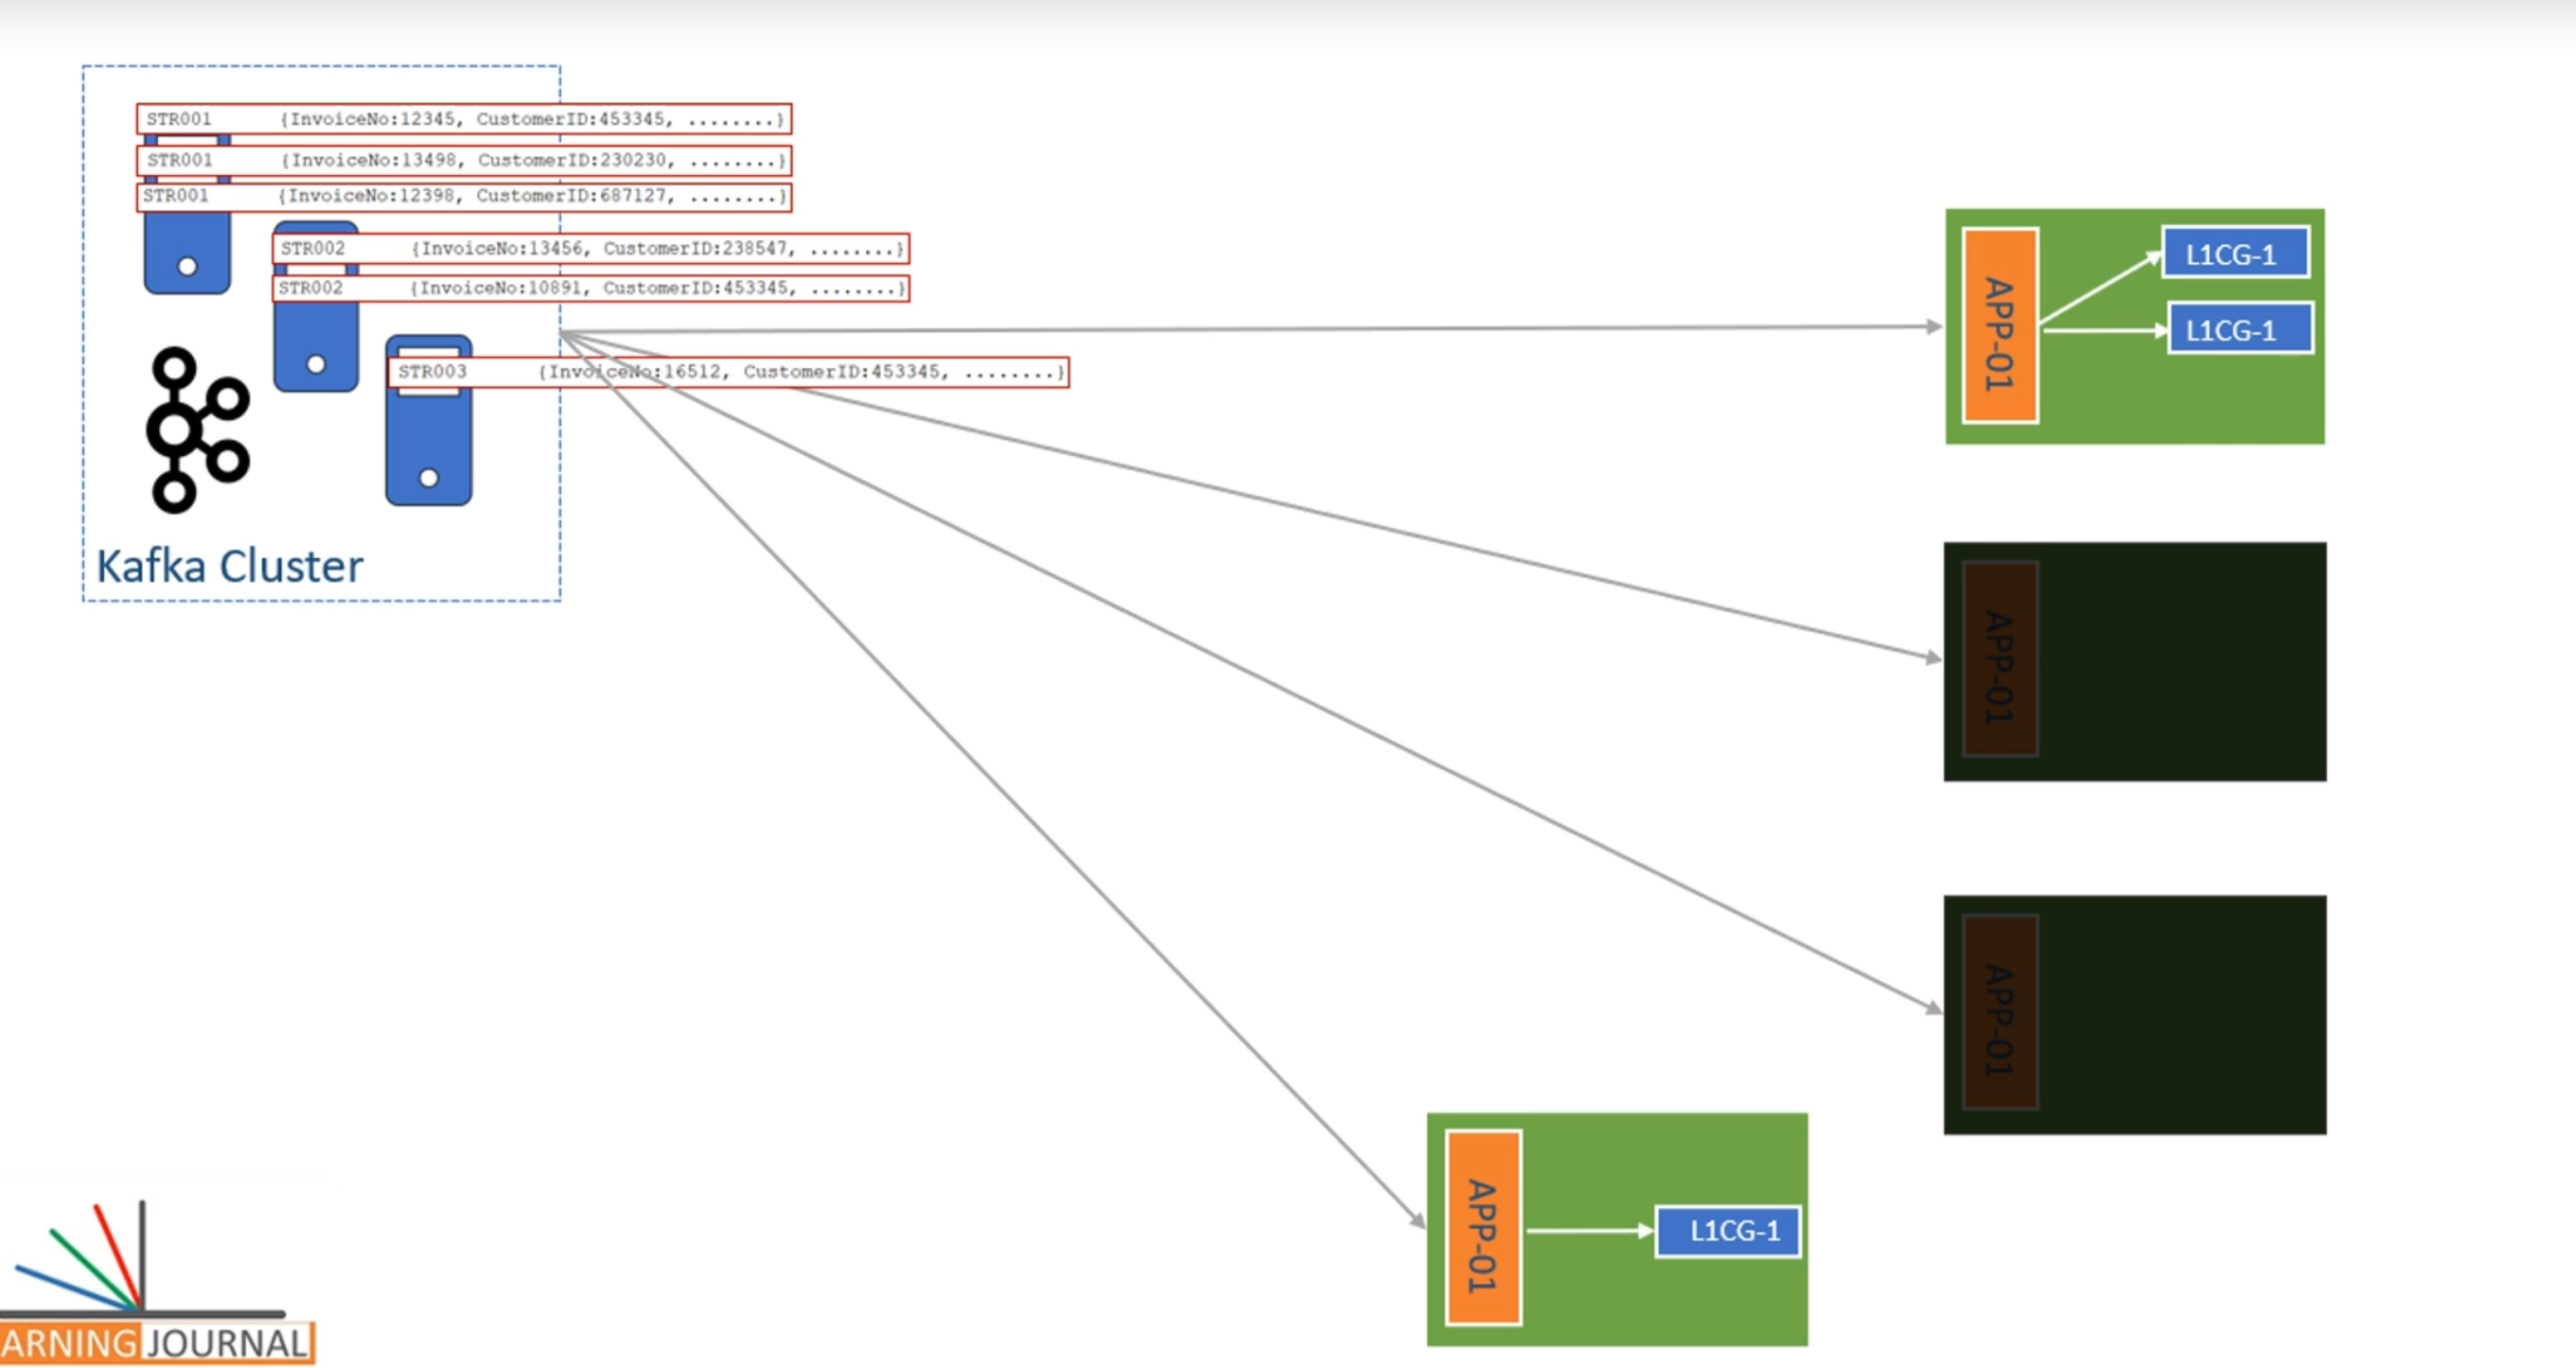 STR001 {InvoiceNo:12345, CustomerID:453345, ........}
STR001 {InvoiceNo:13498, CustomerID:230230, ........}
STR001 {InvoiceNo:12398, CustomerID:687127, ........}
STR002 {InvoiceNo:13456, CustomerID:238547, ........}
STR002 {InvoiceNo:10891, CustomerID:453345, ........}
STR003 {InvoiceNo:16512, CustomerID:453345, ........}
Kafka Cluster
APP-01
L1CG-1
L1CG-1
APP-01
APP-01
APP-01
L1CG-1
ARNING JOURNAL